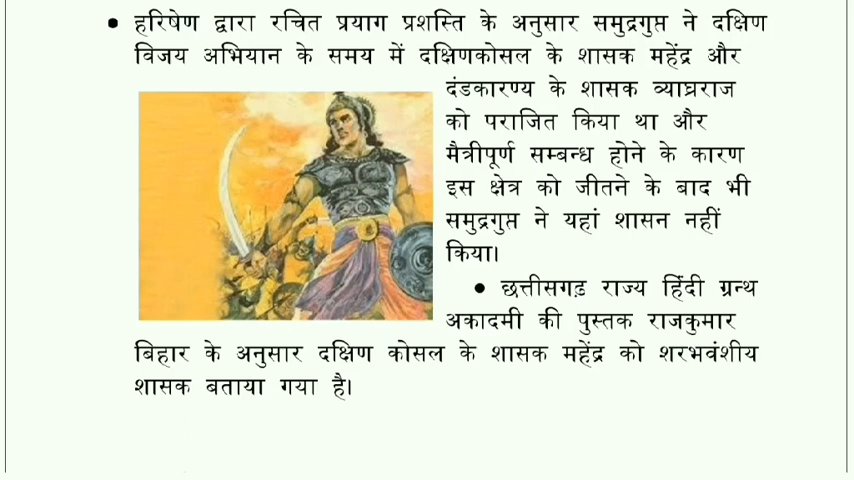 • हरिषेण द्वारा रचित प्रयाग प्रशस्ति के अनुसार समुद्रगुप्त ने दक्षिण
विजय अभियान के समय में दक्षिणकोसल के शासक महेंद्र और
दंडकारण्य के शासक व्याघ्रराज
को पराजित किया था और
मैत्रीपूर्ण सम्बन्ध होने के कारण
इस क्षेत्र को जीतने के बाद भी
समुद्रगुप्त ने यहां शासन नहीं
किया।
• छत्तीसगढ़ राज्य हिंदी ग्रन्थ
अकादमी की पुस्तक राजकुमार
बिहार के अनुसार दक्षिण कोसल के शासक महेंद्र को शरभवंशीय
शासक बताया गया है।